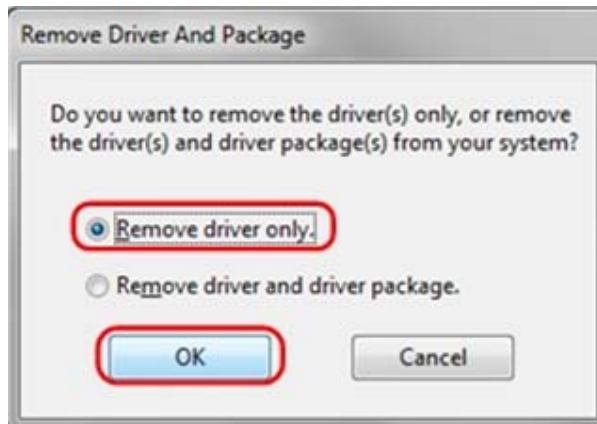 Remove Driver And Package
Do you want to remove the driver(s) only, or remove
the driver(s) and driver package(s) from your system?
Remove driver only.
Remove driver and driver package.
OK Cancel